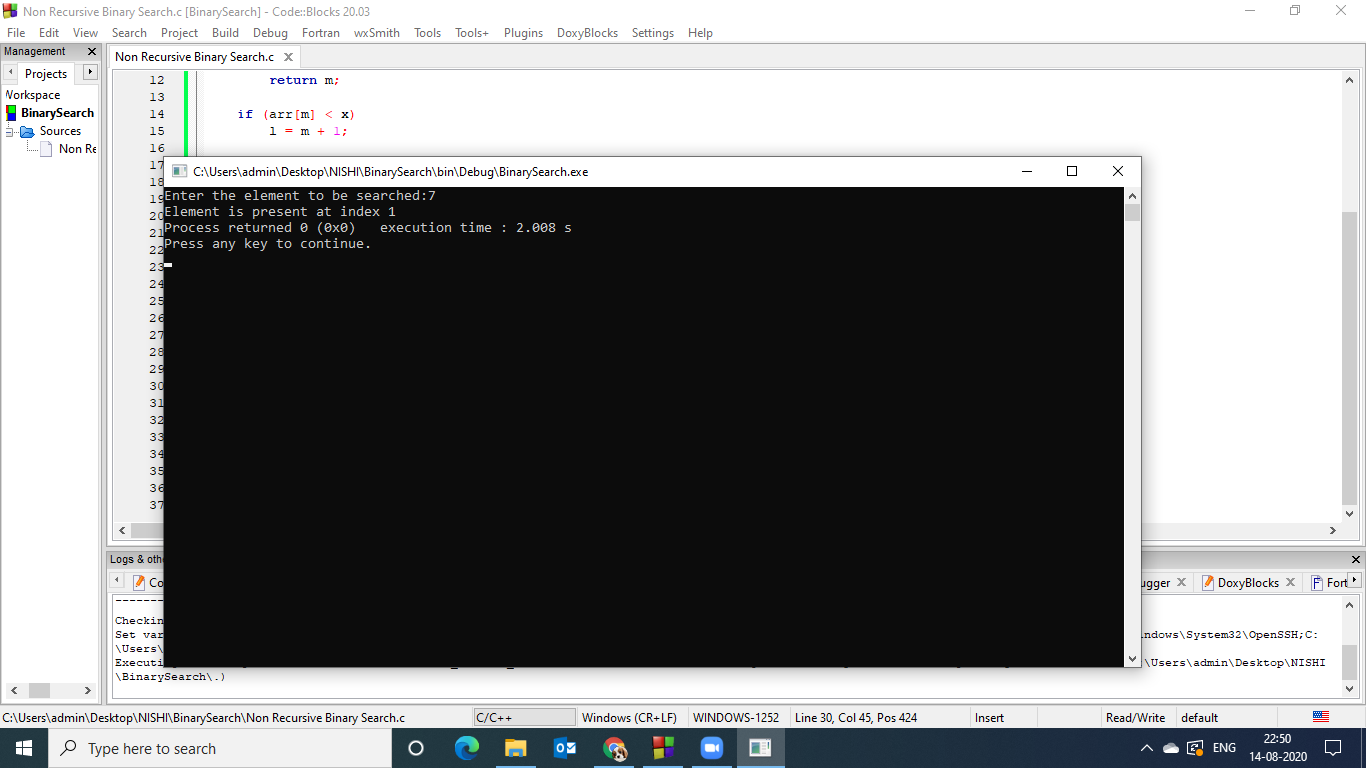 Non Recursive Binary Search.c [BinarySearch] - Code::Blocks 20.03
File Edit View Search Project Build Debug Fortran wxSmith Tools Tools+ Plugins DoxyBlocks Settings Help
Management
Projects
Workspace
BinarySearch
Sources
Non Re
Non Recursive Binary Search.c
12 return m;
13
14 if (arr[m] < x)
15 l = m + 1;
16
17
18
19
20
21
22
23
24
25
26
27
28
29
30
31
32
33
34
35
36
37
C:\Users\admin\Desktop\NISHI\BinarySearch\bin\Debug\BinarySearch.exe
Enter the element to be searched:7
Element is present at index 1
Process returned 0 (0x0) execution time : 2.008 s
Press any key to continue.
Logs & oth
Co ugger DoxyBlocks Fort
--------
Checkin
Set var ndows\System32\OpenSSH;C:
\Users\
Executi \Users\admin\Desktop\NISHI
\BinarySearch\.)
C:\Users\admin\Desktop\NISHI\BinarySearch\Non Recursive Binary Search.c C/C++ Windows (CR+LF) WINDOWS-1252 Line 30, Col 45, Pos 424 Insert Read/Write default
Type here to search
ENG
22:50
14-08-2020